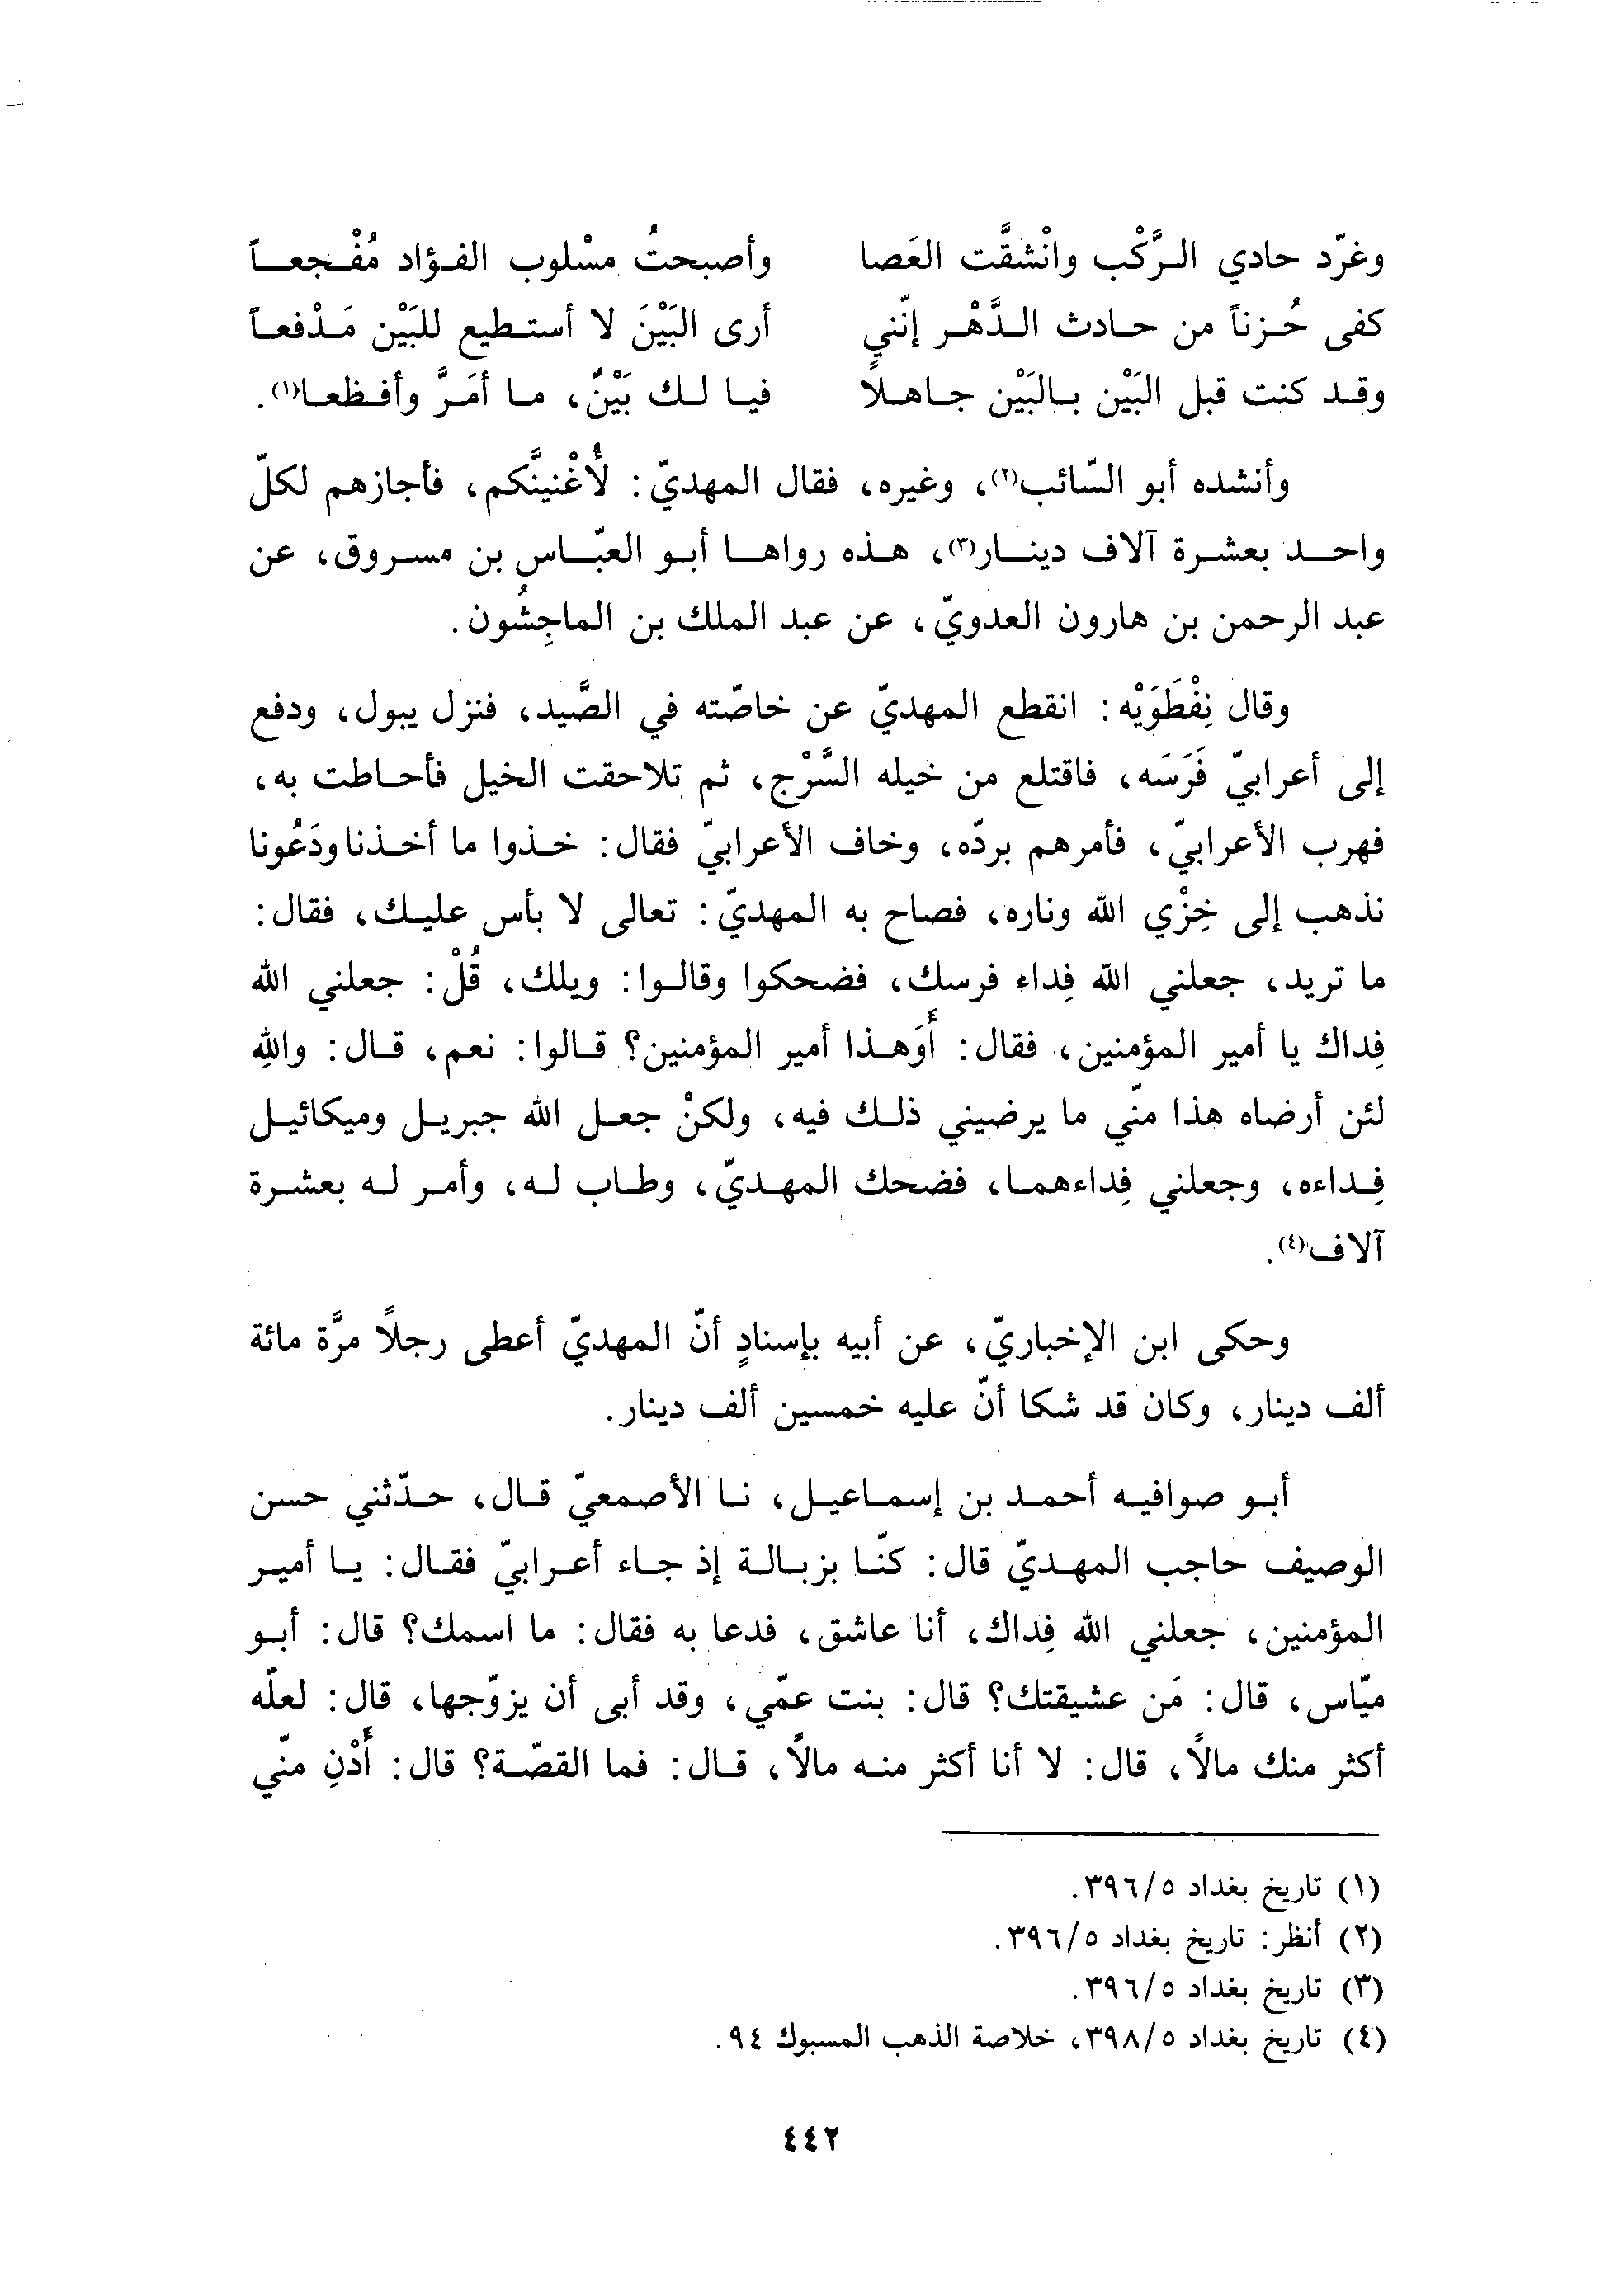 وغرّد حادي الرَّكْب وانْشقَّت العَصا وأصبحتُ مسْلوب الفؤاد مُفْجعاً
كفى حُزناً من حادث الدَّهْر إنّني أرى البَيْنَ لا أستطيع للبَيْن مَدْفعاً
وقد كنت قبل البَيْن بالبَيْن جاهلاً فيا لك بَيْنٌ، ما أمَرَّ وأفظعا(١).
وأنشده أبو السّائب(٢)، وغيره، فقال المهديّ: لأُغْنينَّكم، فأجازهم لكلّ
واحد بعشرة آلاف دينار(٣)، هذه رواها أبو العبّاس بن مسروق، عن
عبد الرحمن بن هارون العدويّ، عن عبد الملك بن الماجِشُون.
وقال نِفْطَوَيْه: انقطع المهديّ عن خاصّته في الصَّيد، فنزل يبول، ودفع
إلى أعرابيّ فَرَسَه، فاقتلع من خيله السَّرْج، ثم تلاحقت الخيل فأحاطت به،
فهرب الأعرابيّ، فأمرهم بردّه، وخاف الأعرابيّ فقال: خذوا ما أخذنا ودَعُونا
نذهب إلى خِزْي الله وناره، فصاح به المهديّ: تعالى لا بأس عليك، فقال:
ما تريد، جعلني الله فِداء فرسك، فضحكوا وقالوا: ويلك، قُلْ: جعلني الله
فِداك يا أمير المؤمنين، فقال: أَوَهذا أمير المؤمنين؟ قالوا: نعم، قال: واللهِ
لئن أرضاه هذا منّي ما يرضيني ذلك فيه، ولكنْ جعل الله جبريل وميكائيل
فِداءه، وجعلني فِداءهما، فضحك المهديّ، وطاب له، وأمر له بعشرة
آلاف(٤).
وحكى ابن الإخباريّ، عن أبيه بإسنادٍ أنّ المهديّ أعطى رجلاً مرَّة مائة
ألف دينار، وكان قد شكا أنّ عليه خمسين ألف دينار.
أبو صوافيه أحمد بن إسماعيل، نا الأصمعيّ قال، حدّثني حسن
الوصيف حاجب المهديّ قال: كنّا بزبالة إذ جاء أعرابيّ فقال: يا أمير
المؤمنين، جعلني الله فِداك، أنا عاشق، فدعا به فقال: ما اسمك؟ قال: أبو
ميّاس، قال: مَن عشيقتك؟ قال: بنت عمّي، وقد أبى أن يزوّجها، قال: لعلّه
أكثر منك مالاً، قال: لا أنا أكثر منه مالاً، قال: فما القصّة؟ قال: أُدْنِ منّي
(١) تاريخ بغداد ٣٩٦/٥.
(٢) أنظر: تاريخ بغداد ٣٩٦/٥.
(٣) تاريخ بغداد ٣٩٦/٥.
(٤) تاريخ بغداد ٣٩٨/٥، خلاصة الذهب المسبوك ٩٤.
٤٤٢